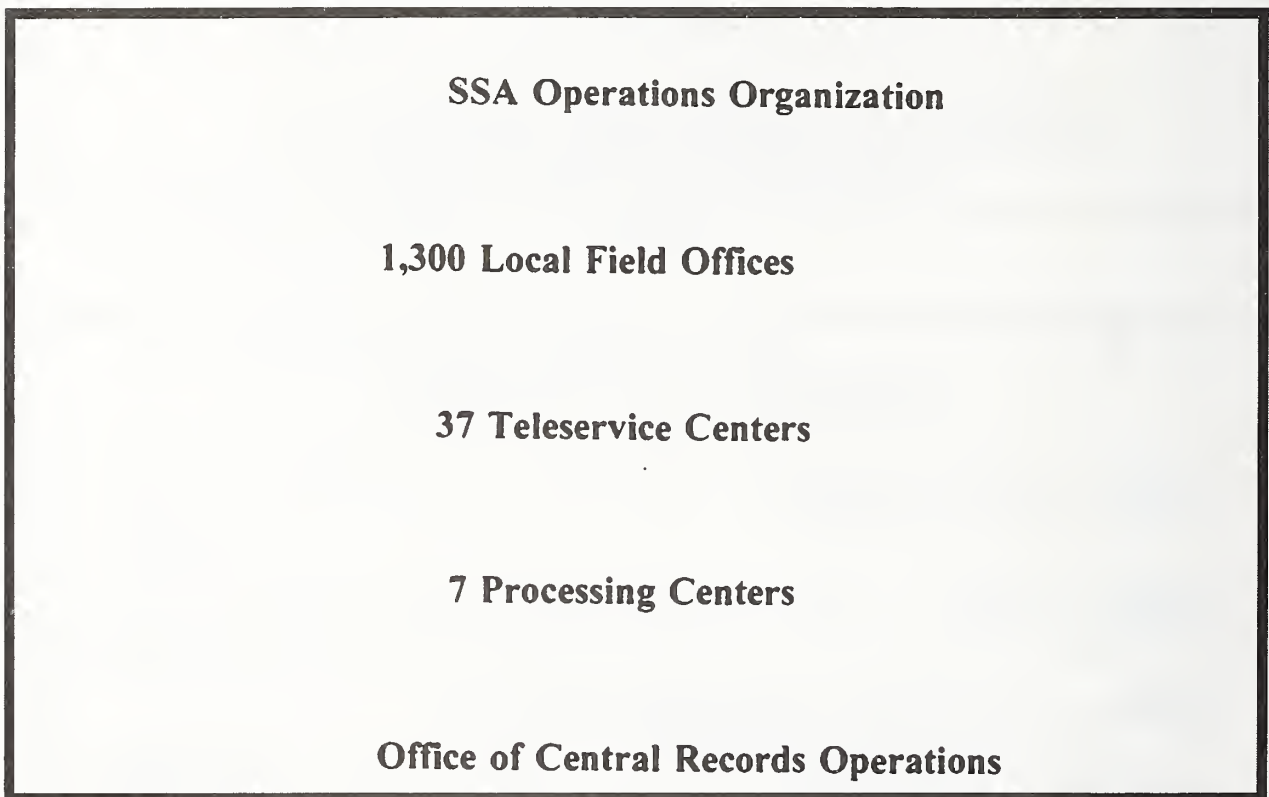 SSA Operations Organization
1,300 Local Field Offices
37 Teleservice Centers
7 Processing Centers
Office of Central Records Operations